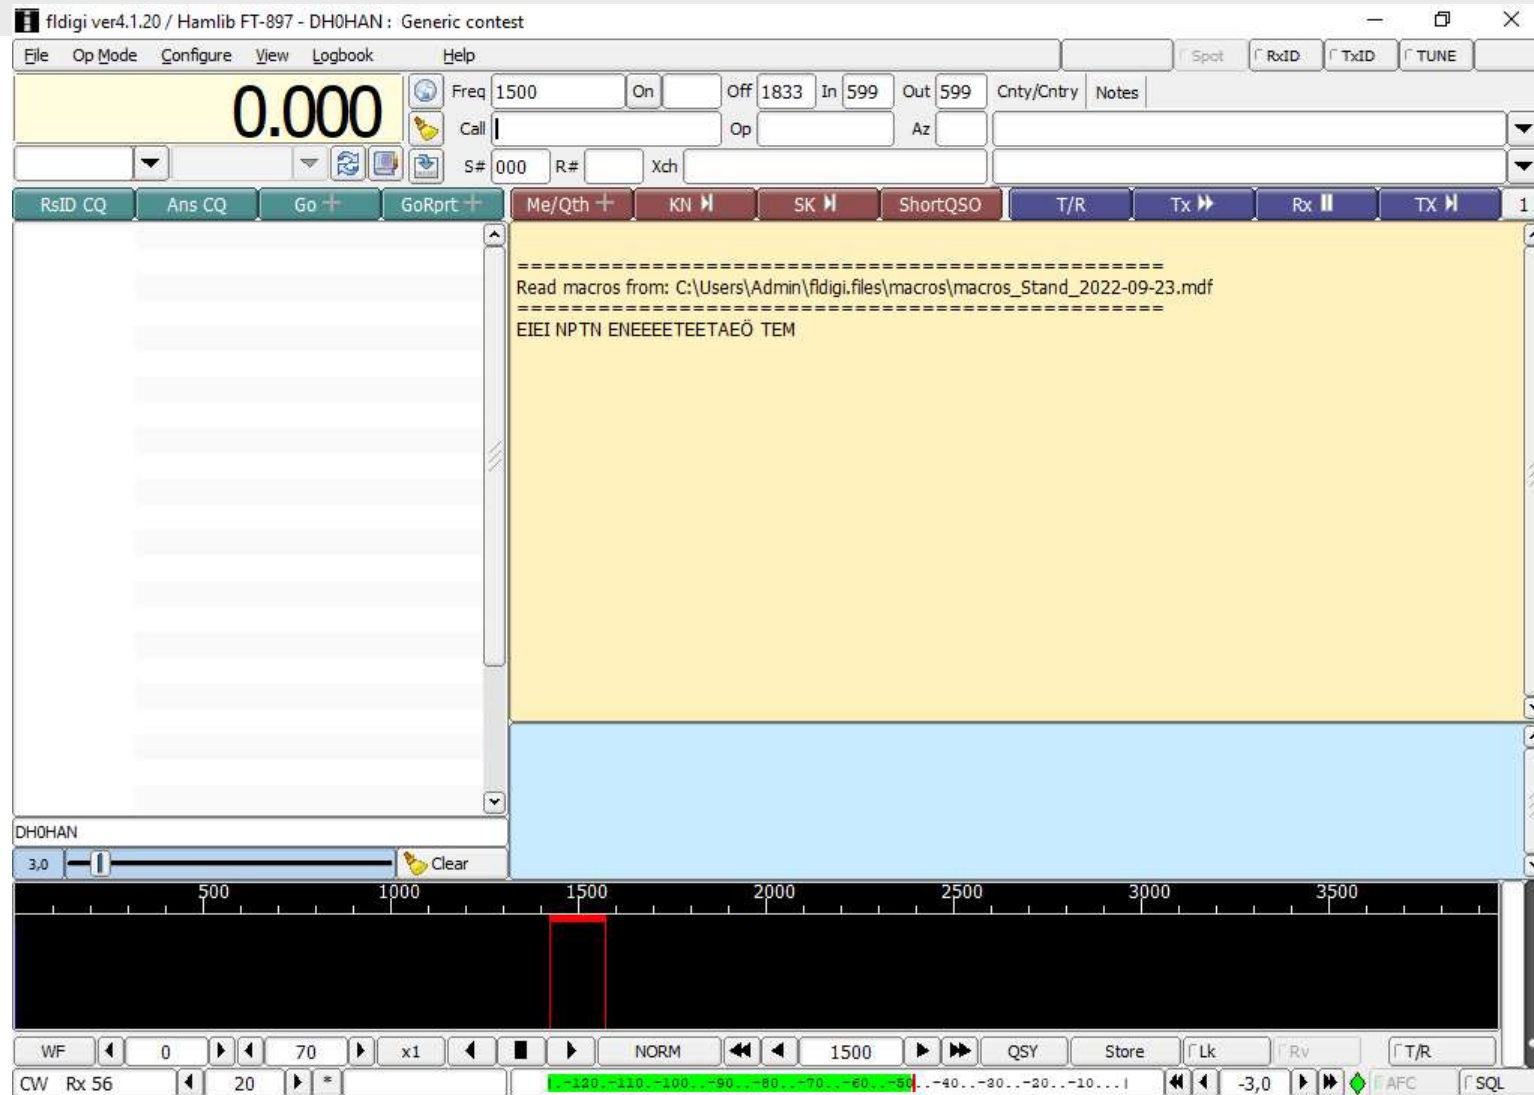 fldigi ver4.1.20 / Hamlib FT-897 - DH0HAN : Generic contest
File Op Mode Configure View Logbook Help Spot RxID TxID TUNE
0.000 Freq 1500 On Off 1833 In 599 Out 599 Cnty/Cntry Notes
Call Op Az
S# 000 R# Xch
RsID CQ Ans CQ Go GoRprt Me/Qth KN SK ShortQSO T/R Tx Rx TX 1
==================================================
Read macros from: C:\Users\Admin\fldigi.files\macros\macros_Stand_2022-09-23.mdf
==================================================
EIEI NPTN ENEEEETEETAEÖ TEM
DH0HAN
3,0 Clear
500 1000 1500 2000 2500 3000 3500
WF 0 70 x1 NORM 1500 QSY Store Lk Rv T/R
CW Rx 56 20 * |.-120.-110.-100..-90..-80..-70..-60..-50..-40..-30..-20..-10...| -3,0 AFC SQL